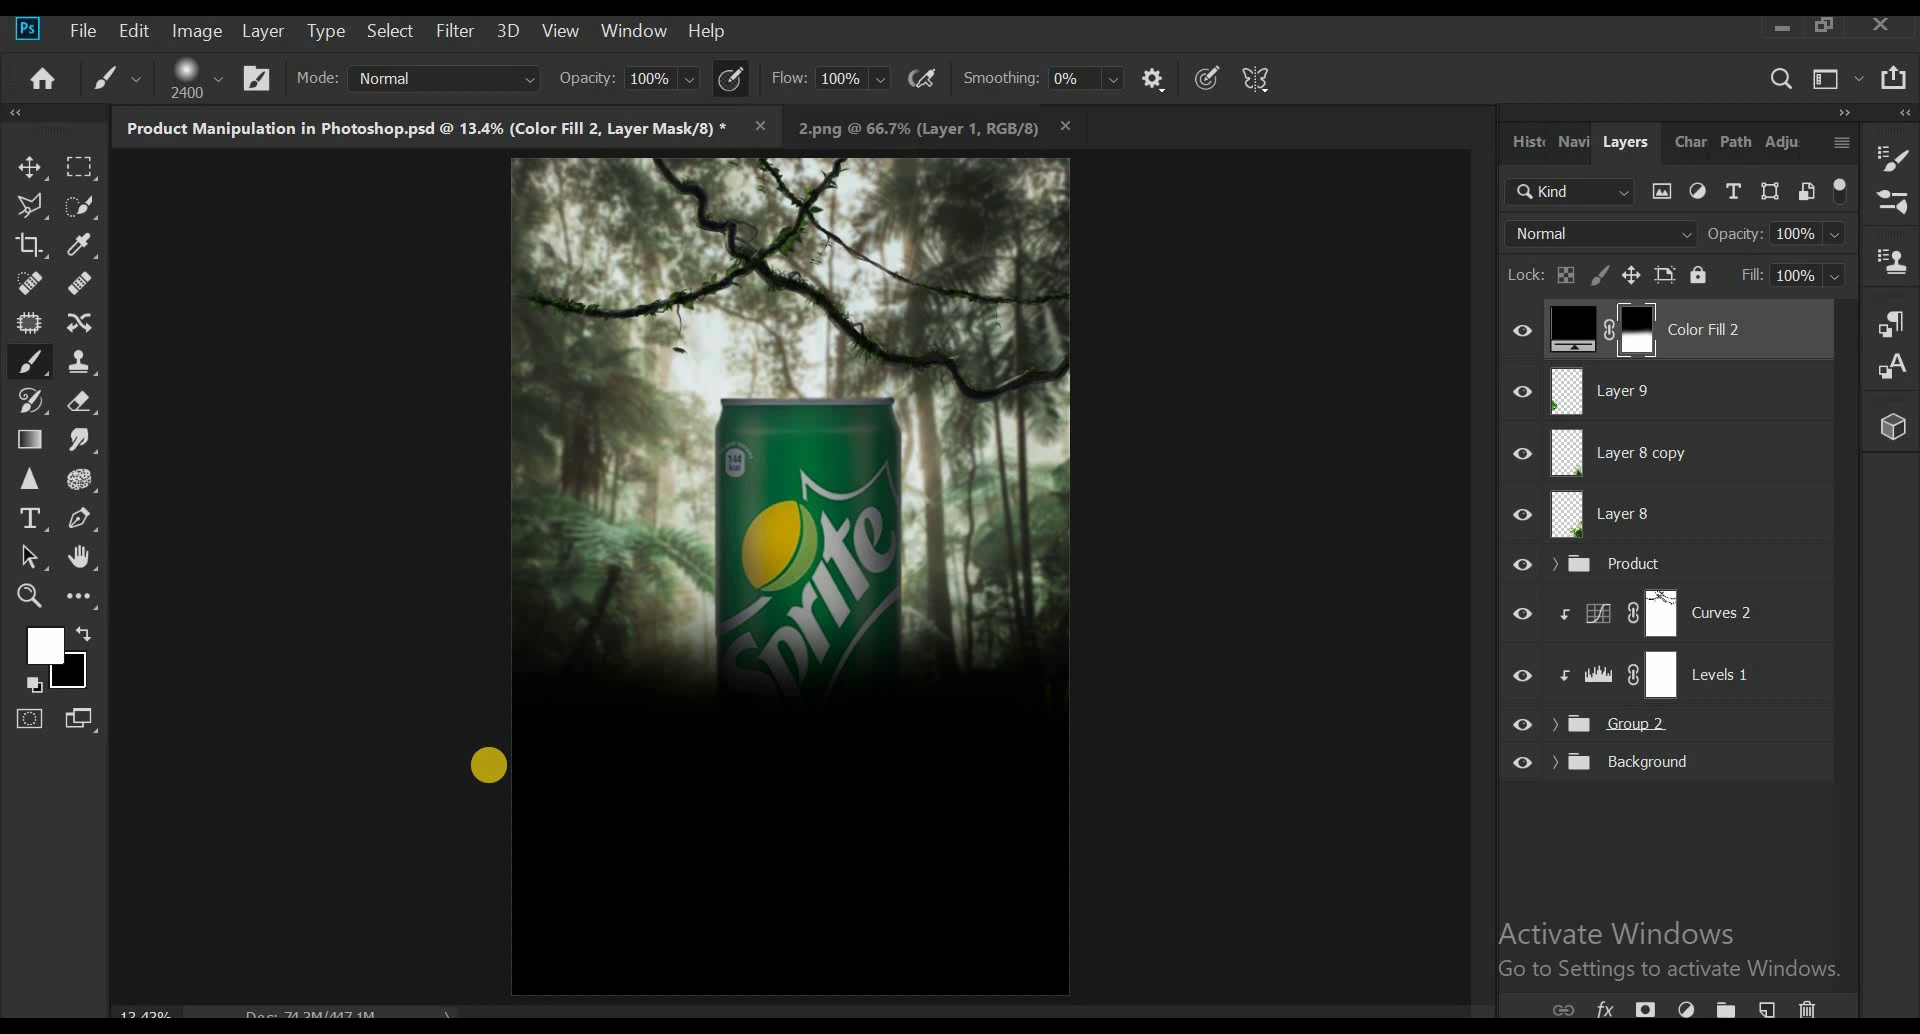 Ps File Edit Image Layer Type Select Filter 3D View Window Help
2400 Mode: Normal Opacity: 100% Flow: 100% Smoothing: 0%
Product Manipulation in Photoshop.psd @ 13.4% (Color Fill 2, Layer Mask/8) * 2.png @ 66.7% (Layer 1, RGB/8)
Navi Layers Char Path Adju
Kind
Normal Opacity: 100%
Lock: Fill: 100%
Color Fill 2
Layer 9
Layer 8 copy
Layer 8
Product
Curves 2
Levels 1
Group 2
Background
144
kcal
Sprite
Sprite
Activate Windows
Go to Settings to activate Windows.
13.43% Doc: 74.3M/447.1M